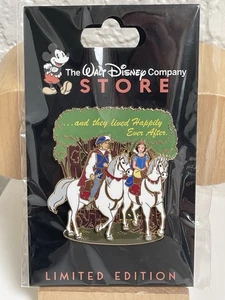 The WALT DISNEY Company
STORE
...and they lived Happily
Ever After.
LIMITED EDITION